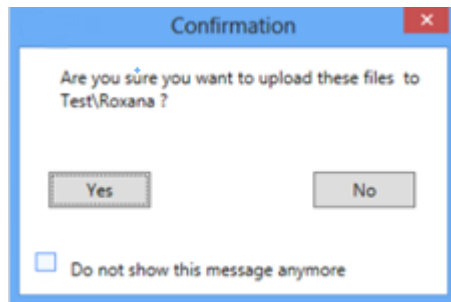 Confirmation
Are you sure you want to upload these files  to
Test\Roxana ?
Yes
No
Do not show this message anymore